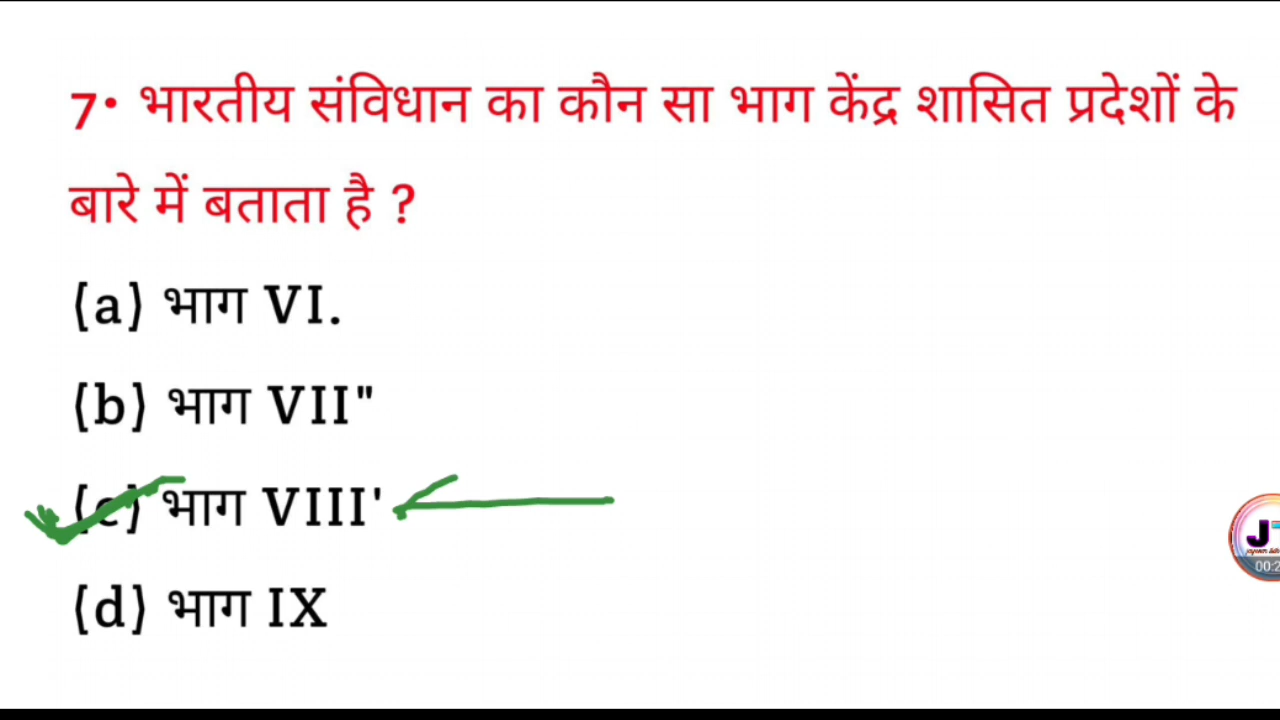 7• भारतीय संविधान का कौन सा भाग केंद्र शासित प्रदेशों के
बारे में बताता है ?
(a) भाग VI.
(b) भाग VII"
(c) भाग VIII'
(d) भाग IX